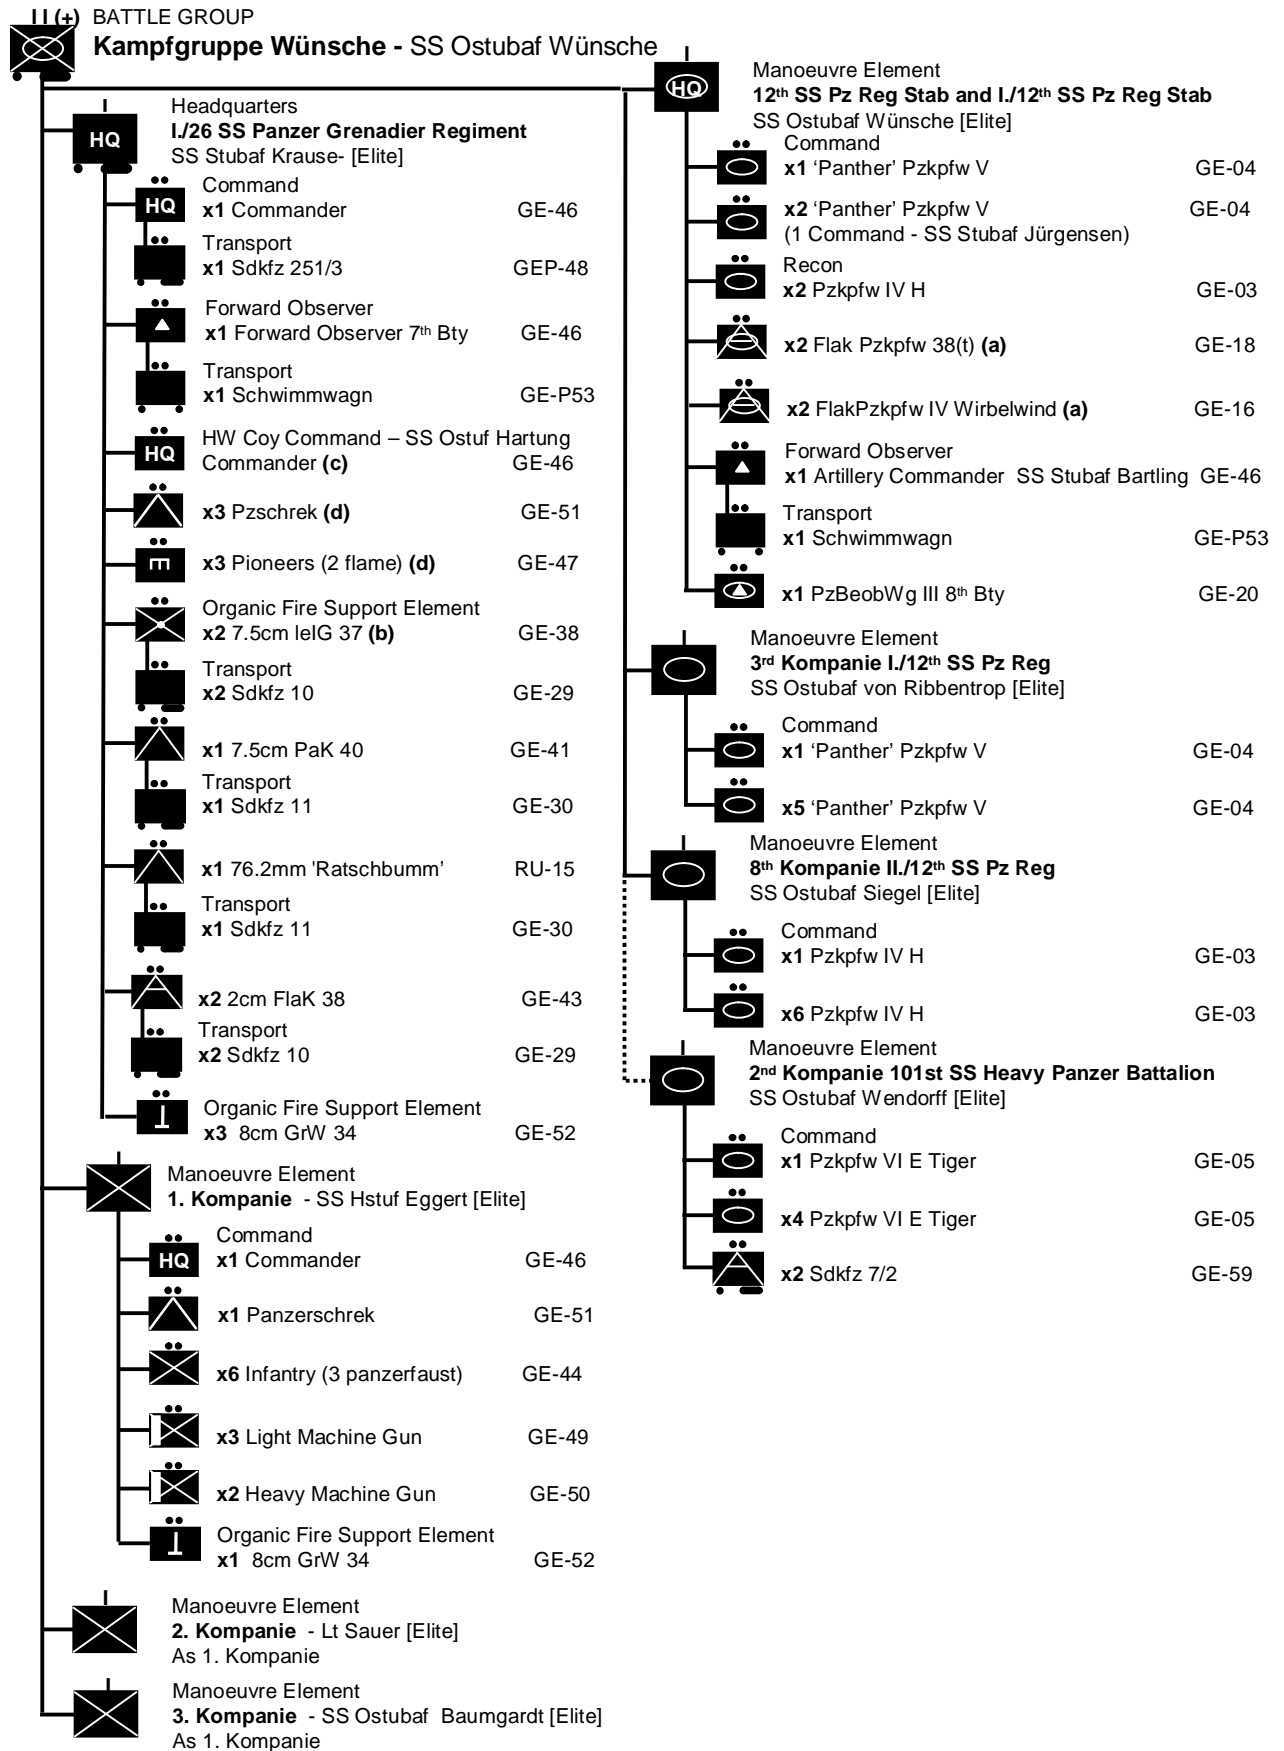 I I (+) BATTLE GROUP
Kampfgruppe Wünsche - SS Ostubaf Wünsche
HQ
Headquarters
I./26 SS Panzer Grenadier Regiment
SS Stubaf Krause- [Elite]
Command
HQ x1 Commander GE-46
Transport
x1 Sdkfz 251/3 GEP-48
Forward Observer
x1 Forward Observer 7th Bty GE-46
Transport
x1 Schwimmwagn GE-P53
HW Coy Command – SS Ostuf Hartung
HQ Commander (c) GE-46
x3 Pzschrek (d) GE-51
x3 Pioneers (2 flame) (d) GE-47
Organic Fire Support Element
x2 7.5cm leIG 37 (b) GE-38
Transport
x2 Sdkfz 10 GE-29
x1 7.5cm PaK 40 GE-41
Transport
x1 Sdkfz 11 GE-30
x1 76.2mm 'Ratschbumm’ RU-15
Transport
x1 Sdkfz 11 GE-30
x2 2cm FlaK 38 GE-43
Transport
x2 Sdkfz 10 GE-29
Organic Fire Support Element
x3 8cm GrW 34 GE-52
Manoeuvre Element
1. Kompanie - SS Hstuf Eggert [Elite]
Command
HQ x1 Commander GE-46
x1 Panzerschrek GE-51
x6 Infantry (3 panzerfaust) GE-44
x3 Light Machine Gun GE-49
x2 Heavy Machine Gun GE-50
Organic Fire Support Element
x1 8cm GrW 34 GE-52
Manoeuvre Element
2. Kompanie - Lt Sauer [Elite]
As 1. Kompanie
Manoeuvre Element
3. Kompanie - SS Ostubaf Baumgardt [Elite]
As 1. Kompanie
HQ
Manoeuvre Element
12th SS Pz Reg Stab and I./12th SS Pz Reg Stab
SS Ostubaf Wünsche [Elite]
Command
x1 ‘Panther’ Pzkpfw V GE-04
x2 ‘Panther’ Pzkpfw V GE-04
(1 Command - SS Stubaf Jürgensen)
Recon
x2 Pzkpfw IV H GE-03
x2 Flak Pzkpfw 38(t) (a) GE-18
x2 FlakPzkpfw IV Wirbelwind (a) GE-16
Forward Observer
x1 Artillery Commander SS Stubaf Bartling GE-46
Transport
x1 Schwimmwagn GE-P53
x1 PzBeobWg III 8th Bty GE-20
Manoeuvre Element
3rd Kompanie I./12th SS Pz Reg
SS Ostubaf von Ribbentrop [Elite]
Command
x1 ‘Panther’ Pzkpfw V GE-04
x5 ‘Panther’ Pzkpfw V GE-04
Manoeuvre Element
8th Kompanie II./12th SS Pz Reg
SS Ostubaf Siegel [Elite]
Command
x1 Pzkpfw IV H GE-03
x6 Pzkpfw IV H GE-03
Manoeuvre Element
2nd Kompanie 101st SS Heavy Panzer Battalion
SS Ostubaf Wendorff [Elite]
Command
x1 Pzkpfw VI E Tiger GE-05
x4 Pzkpfw VI E Tiger GE-05
x2 Sdkfz 7/2 GE-59